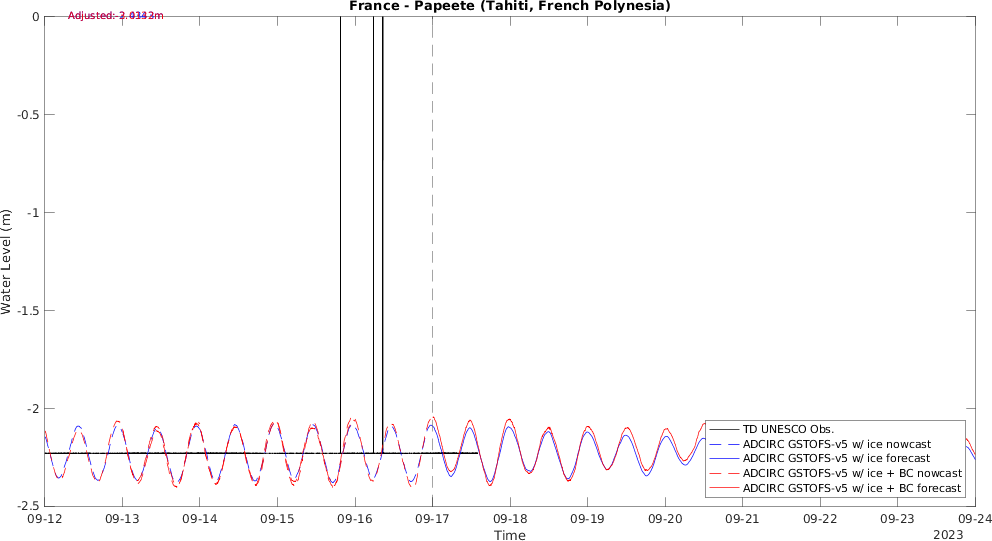 France - Papeete (Tahiti, French Polynesia)
Adjusted:
0
-0.5
-1
-1.5
-2
-2.5
Water Level (m)
TD UNESCO Obs.
ADCIRC GSTOFS-v5 w/ ice nowcast
ADCIRC GSTOFS-v5 w/ ice forecast
ADCIRC GSTOFS-v5 w/ ice + BC nowcast
ADCIRC GSTOFS-v5 w/ ice + BC forecast
09-12 09-13 09-14 09-15 09-16 09-17 09-18 09-19 09-20 09-21 09-22 09-23 09-24
Time
2023